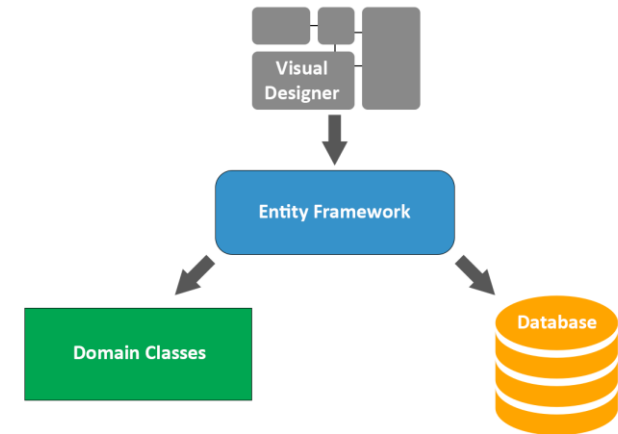 Visual
Designer
Entity Framework
Domain Classes
Database